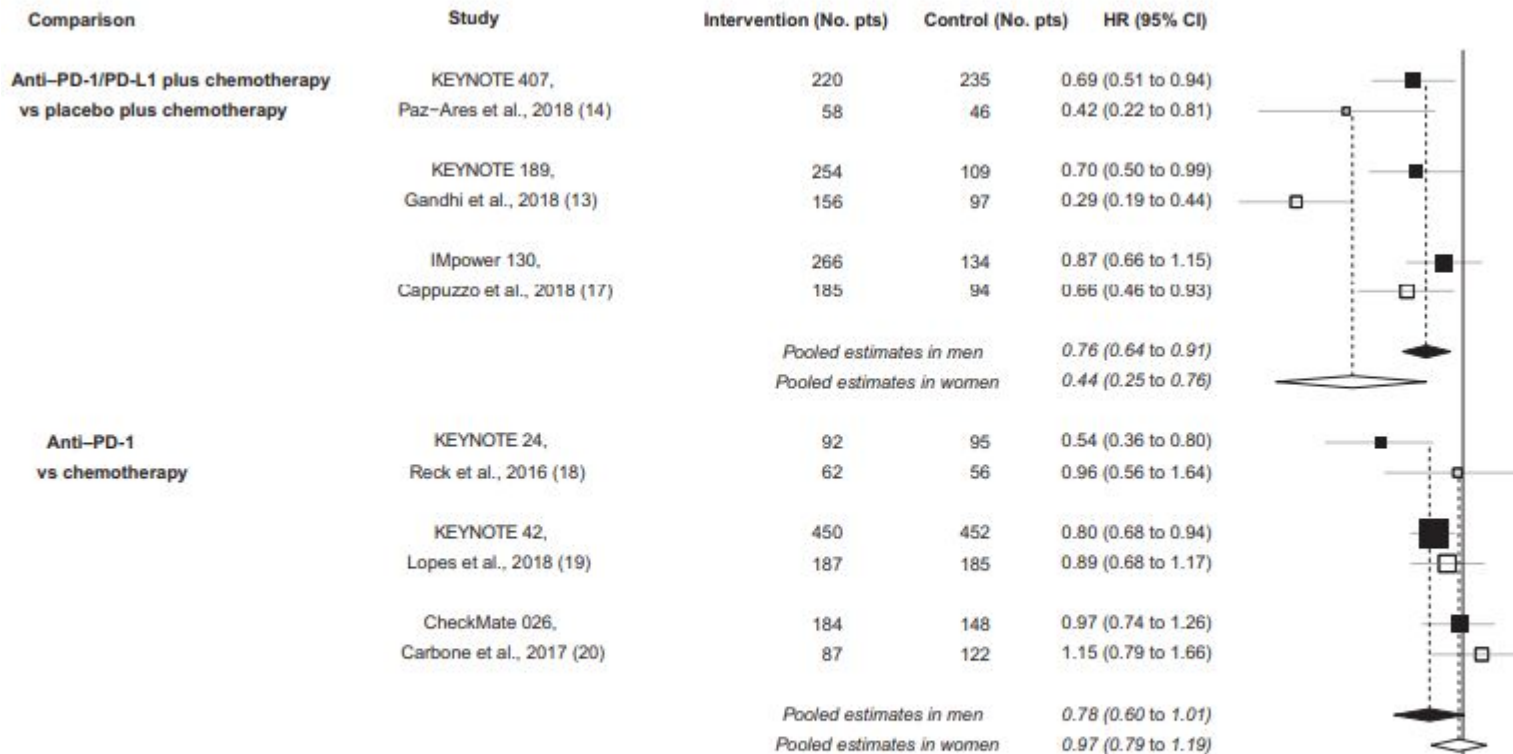 Comparison Study Intervention (No. pts) Control (No. pts) HR (95% CI)
Anti–PD-1/PD-L1 plus chemotherapy KEYNOTE 407, 220 235 0.69 (0.51 to 0.94)
vs placebo plus chemotherapy Paz−Ares et al., 2018 (14) 58 46 0.42 (0.22 to 0.81)
KEYNOTE 189, 254 109 0.70 (0.50 to 0.99)
Gandhi et al., 2018 (13) 156 97 0.29 (0.19 to 0.44)
IMpower 130, 266 134 0.87 (0.66 to 1.15)
Cappuzzo et al., 2018 (17) 185 94 0.66 (0.46 to 0.93)
Pooled estimates in men 0.76 (0.64 to 0.91)
Pooled estimates in women 0.44 (0.25 to 0.76)
Anti–PD-1 KEYNOTE 24, 92 95 0.54 (0.36 to 0.80)
vs chemotherapy Reck et al., 2016 (18) 62 56 0.96 (0.56 to 1.64)
KEYNOTE 42, 450 452 0.80 (0.68 to 0.94)
Lopes et al., 2018 (19) 187 185 0.89 (0.68 to 1.17)
CheckMate 026, 184 148 0.97 (0.74 to 1.26)
Carbone et al., 2017 (20) 87 122 1.15 (0.79 to 1.66)
Pooled estimates in men 0.78 (0.60 to 1.01)
Pooled estimates in women 0.97 (0.79 to 1.19)